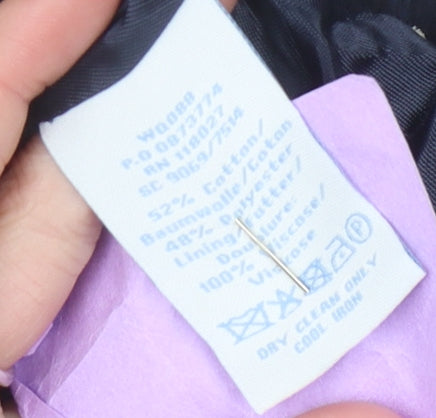 W0088
P.O 0873774
RN 118027
SC 9069/7514
52% Cotton/
Baumwolle/Coton
48% Polyester
Lining/Futter/
Doublure:
100% Viscose/
Viscose
P
DRY CLEAN ONLY
COOL IRON